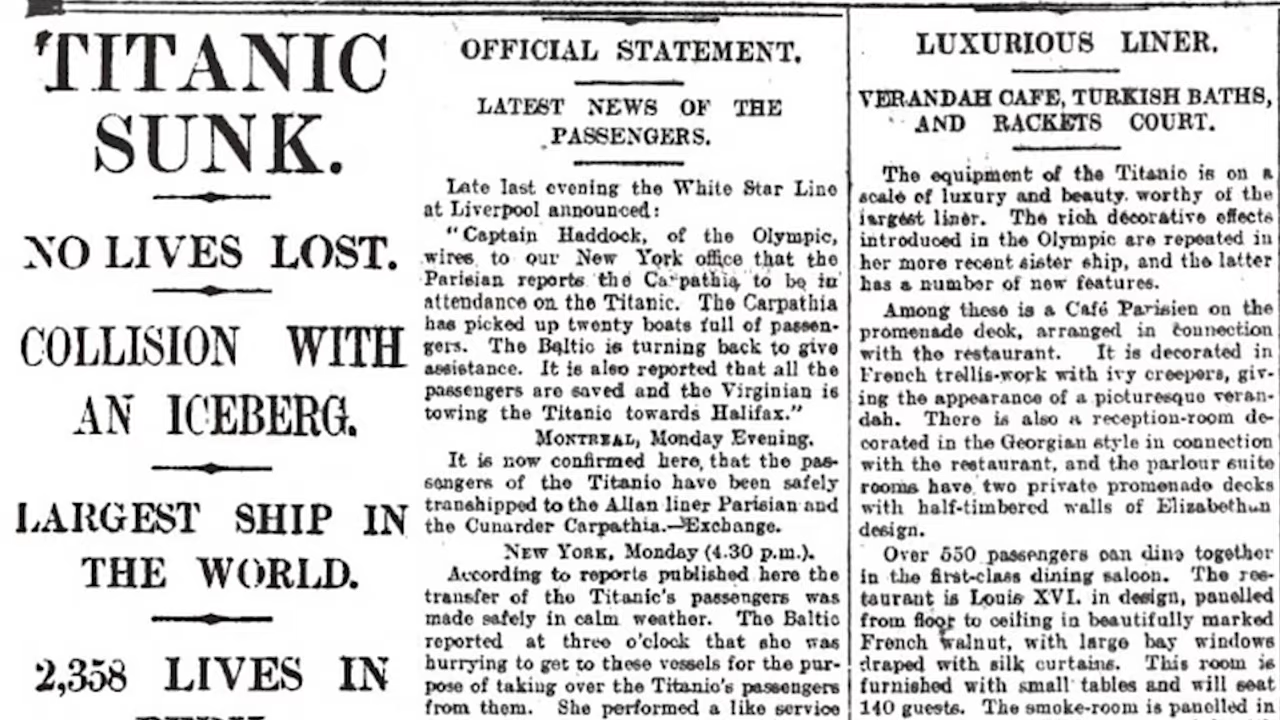 TITANIC
SUNK.
NO LIVES LOST.
COLLISION WITH
AN ICEBERG.
LARGEST SHIP IN
THE WORLD.
2,358 LIVES IN
OFFICIAL STATEMENT.
LATEST NEWS OF THE
PASSENGERS.
Late last evening the White Star Line
at Liverpool announced:
"Captain Haddock, of the Olympic,
wires to our New York office that the
Parisian reports the Carpathia to be in
attendance on the Titanic. The Carpathia
has picked up twenty boats full of passen-
gers. The Baltic is turning back to give
assistance. It is also reported that all the
passengers are saved and the Virginian is
towing the Titanic towards Halifax."
MONTREAL, Monday Evening.
It is now confirmed here that the pas-
sengers of the Titanic have been safely
transhipped to the Allan liner Parisian and
the Cunarder Carpathia.—Exchange.
NEW YORK, Monday (4.30 p.m.).
According to reports published here the
transfer of the Titanic's passengers was
made safely in calm weather. The Baltic
reported at three o'clock that she was
hurrying to get to these vessels for the pur-
pose of taking over the Titanic's passengers
from them. She performed a like service
LUXURIOUS LINER.
VERANDAH CAFE, TURKISH BATHS,
AND RACKETS COURT.
The equipment of the Titanic is on a
scale of luxury and beauty worthy of the
largest liner. The rich decorative effects
introduced in the Olympic are repeated in
her more recent sister ship, and the latter
has a number of new features.
Among these is a Café Parisien on the
promenade deck, arranged in connection
with the restaurant. It is decorated in
French trellis-work with ivy creepers, giv-
ing the appearance of a picturesque veran-
dah. There is also a reception-room de-
corated in the Georgian style in connection
with the restaurant, and the parlour suite
rooms have two private promenade decks
with half-timbered walls of Elizabethan
design.
Over 550 passengers can dine together
in the first-class dining saloon. The res-
taurant is Louis XVI. in design, panelled
from floor to ceiling in beautifully marked
French walnut, with large bay windows
draped with silk curtains. This room is
furnished with small tables and will seat
140 guests. The smoke-room is panelled in